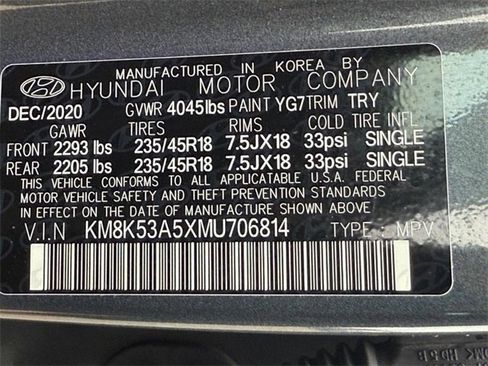 MANUFACTURED IN KOREA BY
HYUNDAI MOTOR COMPANY
DEC/2020 GVWR 4045lbs PAINT YG7 TRIM TRY
GAWR TIRES RIMS COLD TIRE INFL
FRONT 2293 lbs 235/45R18 7.5JX18 33psi SINGLE
REAR 2205 lbs 235/45R18 7.5JX18 33psi SINGLE
THIS VEHICLE CONFORMS TO ALL APPLICATABLE U.S.A. FEDERAL
MOTOR VEHICLE SAFETY AND THEFT PREVENTION STANDARDS
IN EFFECT ON THE DATE OF MANUFACTURE SHOWN ABOVE
V.I.N KM8K53A5XMU706814 TYPE : MPV